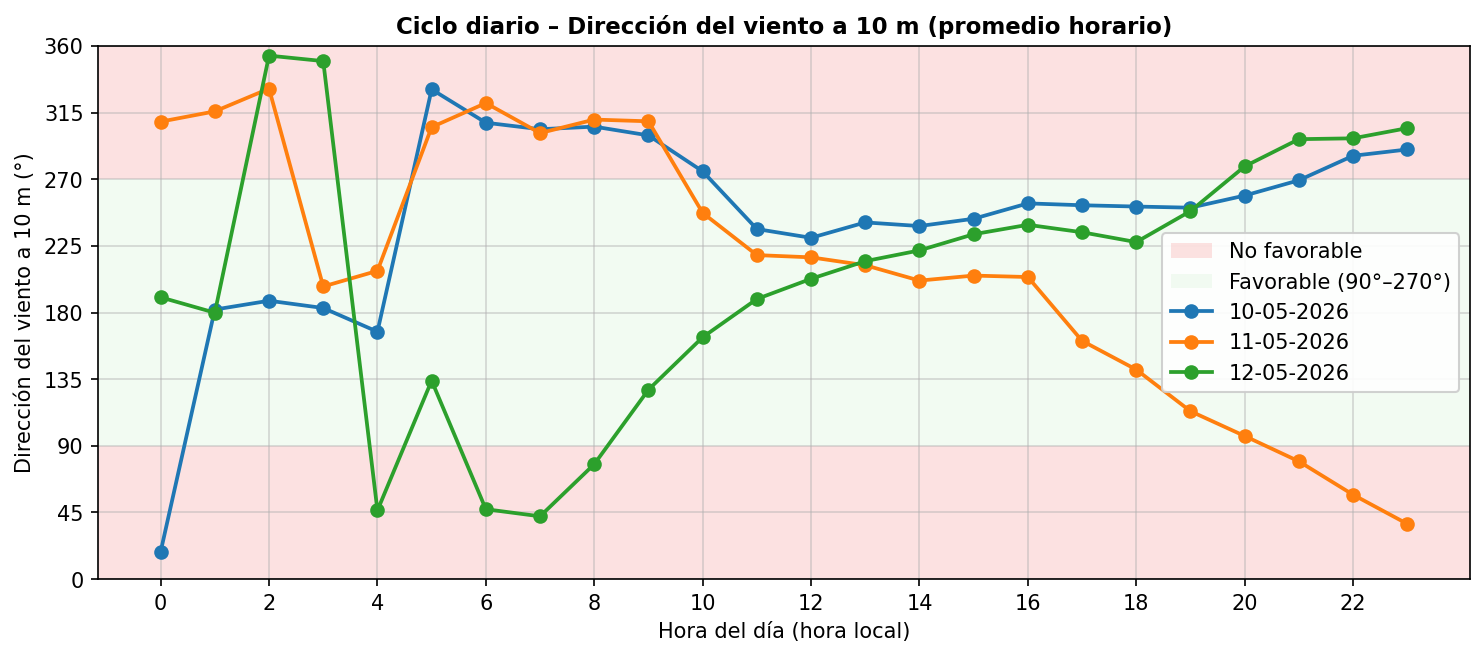 Ciclo diario – Dirección del viento a 10 m (promedio horario)
Dirección del viento a 10 m (°)
360
315
270
225
180
135
90
45
0
No favorable
Favorable (90°–270°)
10-05-2026
11-05-2026
12-05-2026
0 2 4 6 8 10 12 14 16 18 20 22
Hora del día (hora local)